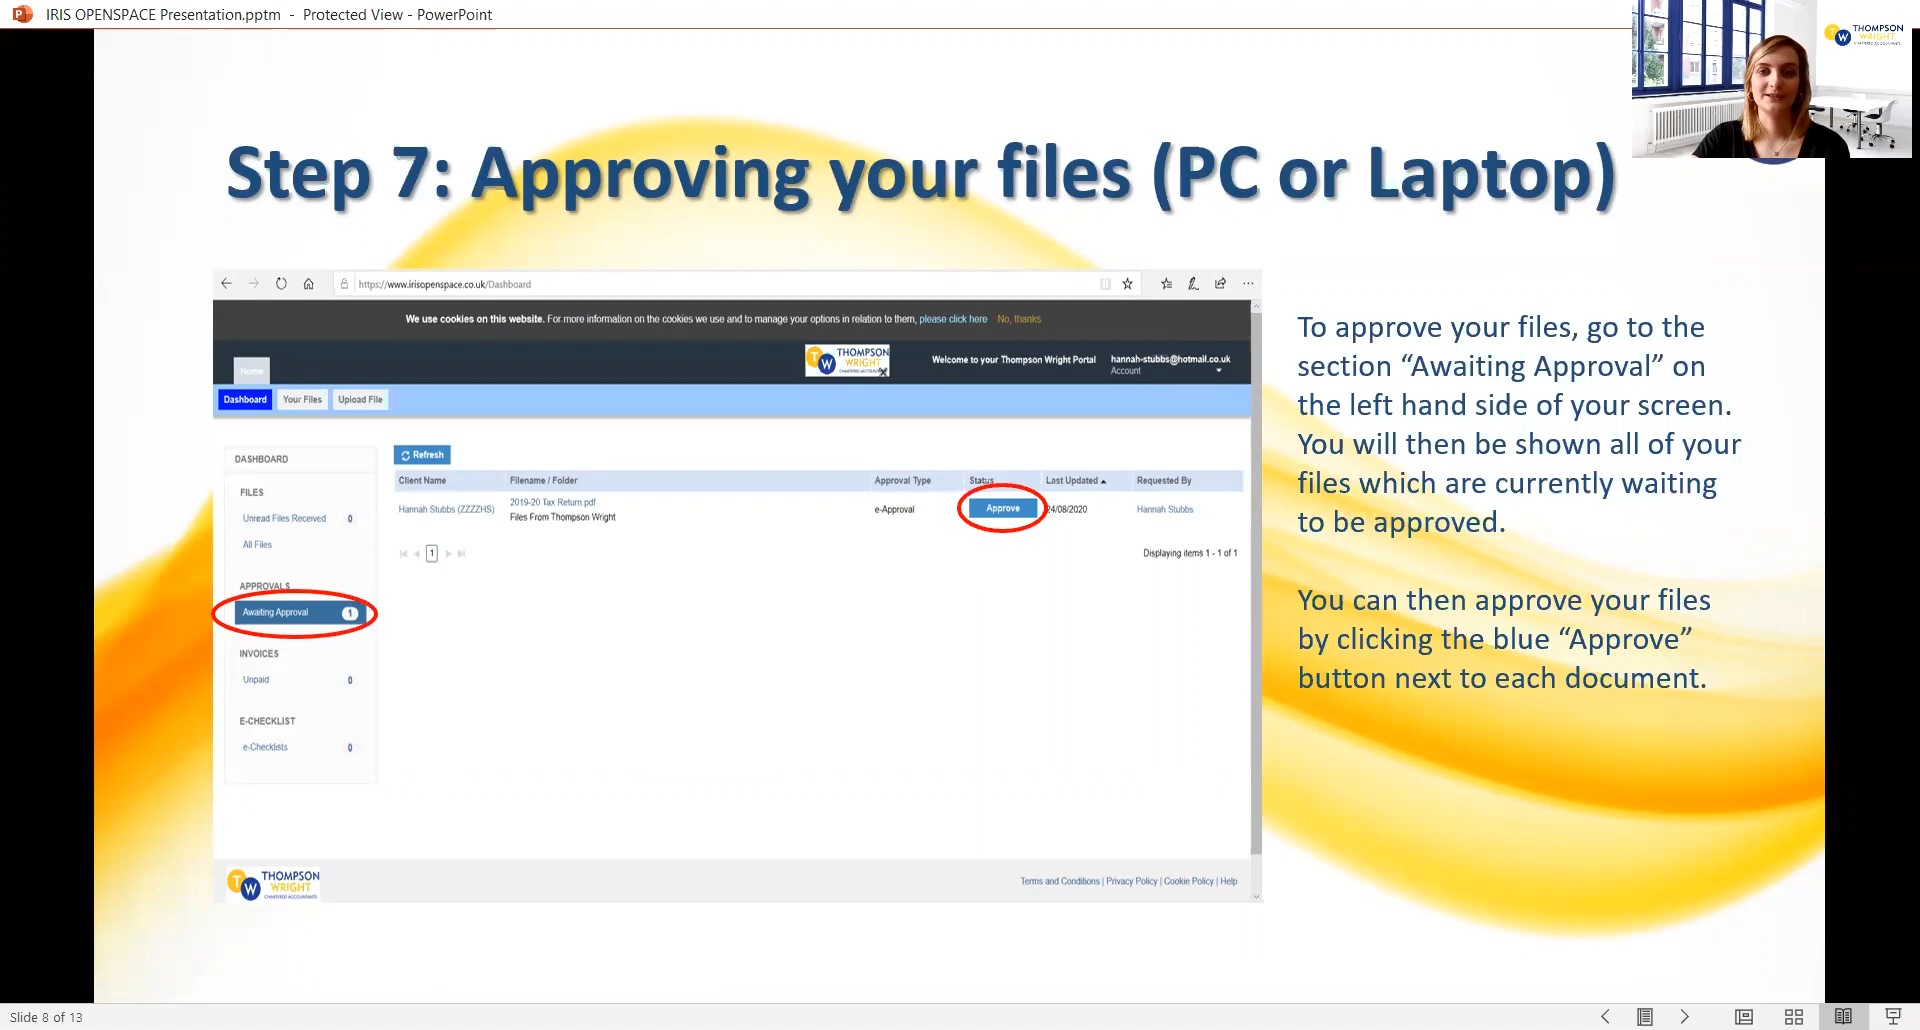 IRIS OPENSPACE Presentation.pptm - Protected View - PowerPoint
THOMPSON
WRIGHT
CHARTERED ACCOUNTANTS
Step 7: Approving your files (PC or Laptop)
https://www.irisopenspace.co.uk/Dashboard
We use cookies on this website. For more information on the cookies we use and to manage your options in relation to them, please click here No, thanks
Home
THOMPSON
WRIGHT
Welcome to your Thompson Wright Portal
hannah-stubbs@hotmail.co.uk
Account
Dashboard Your Files Upload File
DASHBOARD
FILES
Unread Files Received 0
All Files
APPROVALS
Awaiting Approval 1
INVOICES
Unpaid 0
E-CHECKLIST
e-Checklists 0
Refresh
Client Name Filename / Folder Approval Type Status Last Updated Requested By
Hannah Stubbs (ZZZZHS) 2019-20 Tax Return.pdf e-Approval Approve 24/08/2020 Hannah Stubbs
Files From Thompson Wright
1
Displaying items 1 - 1 of 1
THOMPSON
WRIGHT
CHARTERED ACCOUNTANTS
Terms and Conditions | Privacy Policy | Cookie Policy | Help
To approve your files, go to the
section “Awaiting Approval” on
the left hand side of your screen.
You will then be shown all of your
files which are currently waiting
to be approved.
You can then approve your files
by clicking the blue “Approve”
button next to each document.
Slide 8 of 13